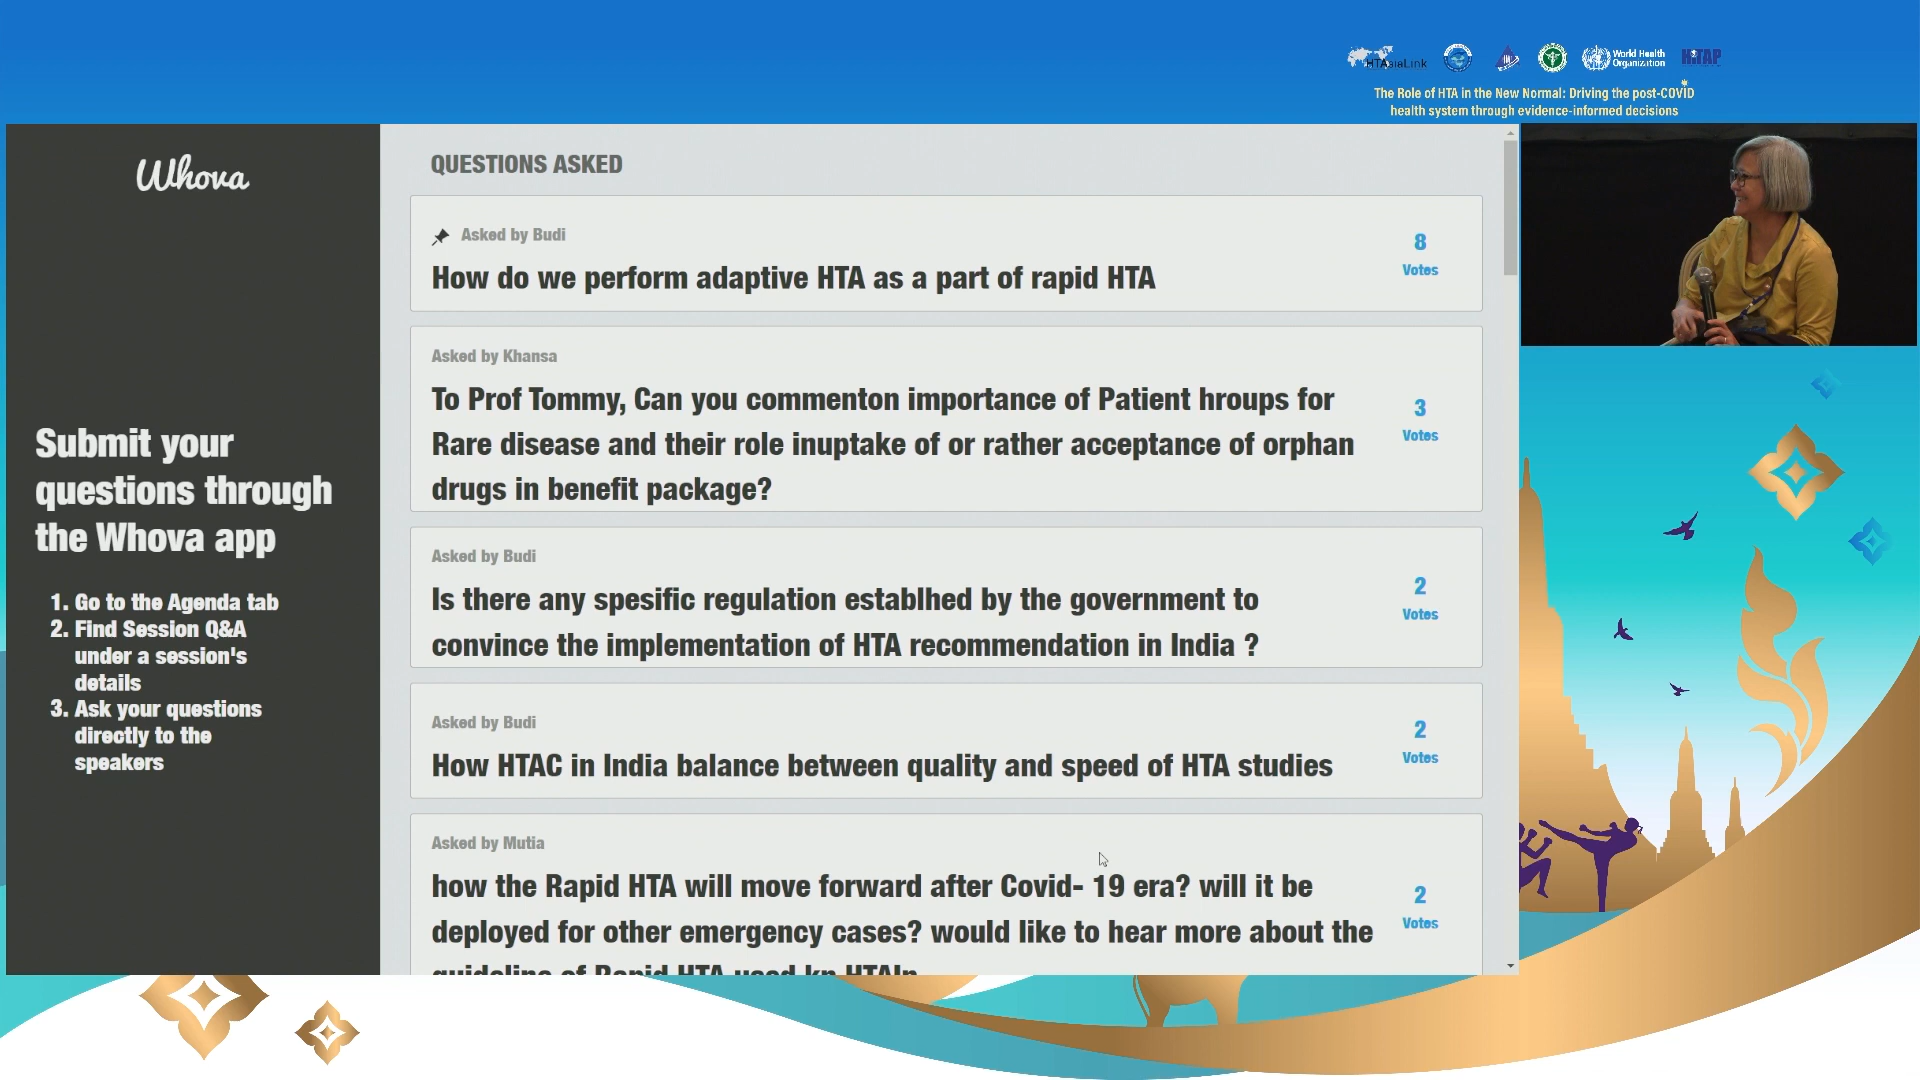 HTAsiaLink
World Health
Organization
HITAP
The Role of HTA in the New Normal: Driving the post-COVID
health system through evidence-informed decisions
Whova
Submit your
questions through
the Whova app
1. Go to the Agenda tab
2. Find Session Q&A
under a session's
details
3. Ask your questions
directly to the
speakers
QUESTIONS ASKED
Asked by Budi
How do we perform adaptive HTA as a part of rapid HTA
8
Votes
Asked by Khansa
To Prof Tommy, Can you commenton importance of Patient hroups for
Rare disease and their role inuptake of or rather acceptance of orphan
drugs in benefit package?
3
Votes
Asked by Budi
Is there any spesific regulation establhed by the government to
convince the implementation of HTA recommendation in India ?
2
Votes
Asked by Budi
How HTAC in India balance between quality and speed of HTA studies
2
Votes
Asked by Mutia
how the Rapid HTA will move forward after Covid- 19 era? will it be
deployed for other emergency cases? would like to hear more about the
guideline of Rapid HTA used kn HTAIn
2
Votes